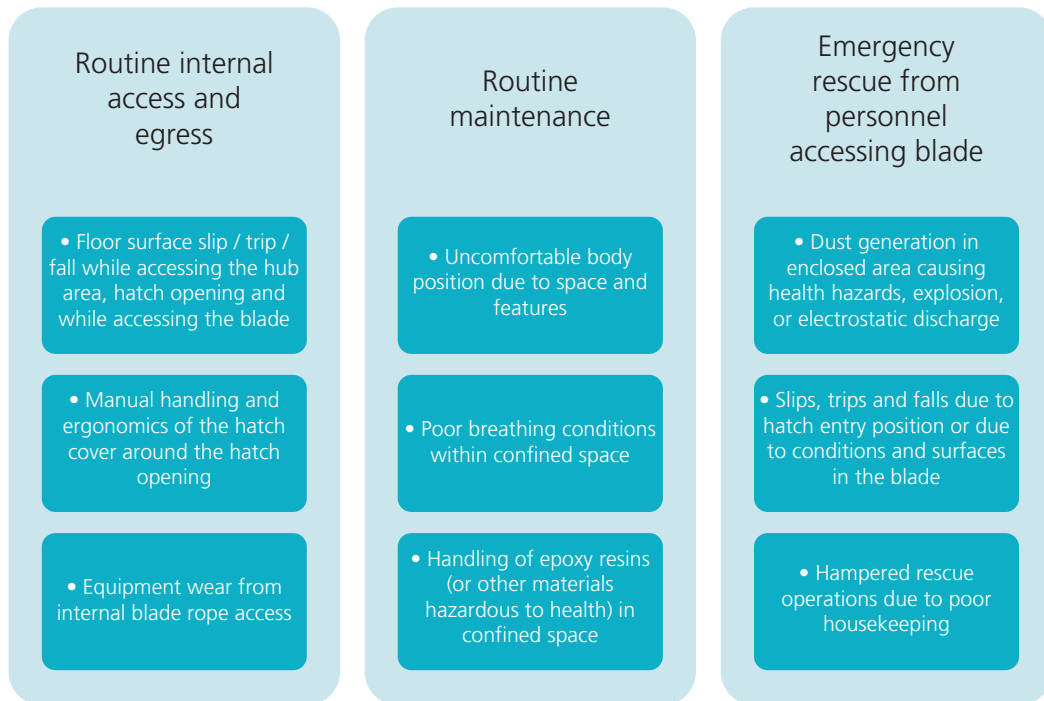 Routine internal
access and
egress
• Floor surface slip / trip /
fall while accessing the hub
area, hatch opening and
while accessing the blade
• Manual handling and
ergonomics of the hatch
cover around the hatch
opening
• Equipment wear from
internal blade rope access
Routine
maintenance
• Uncomfortable body
position due to space and
features
• Poor breathing conditions
within confined space
• Handling of epoxy resins
(or other materials
hazardous to health) in
confined space
Emergency
rescue from
personnel
accessing blade
• Dust generation in
enclosed area causing
health hazards, explosion,
or electrostatic discharge
• Slips, trips and falls due to
hatch entry position or due
to conditions and surfaces
in the blade
• Hampered rescue
operations due to poor
housekeeping